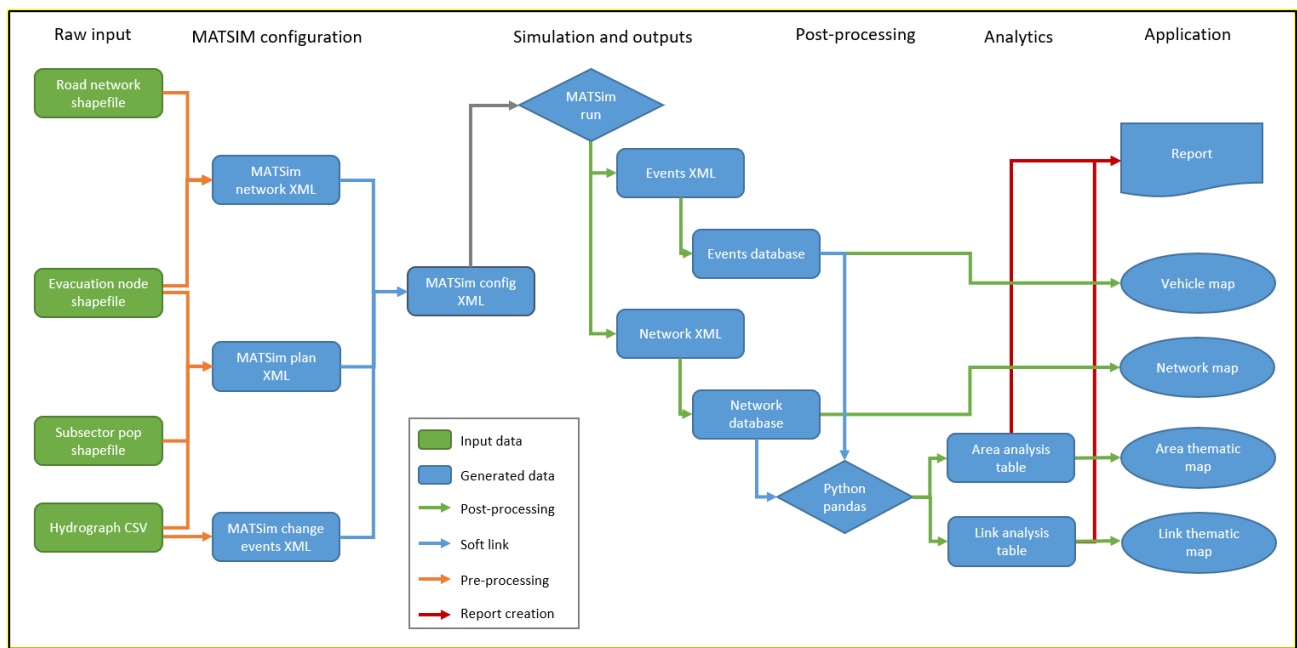 Raw input
MATSIM configuration
Simulation and outputs
Post-processing
Analytics
Application
Road network
shapefile
Evacuation node
shapefile
Subsector pop
shapefile
Hydrograph CSV
MATSim
network XML
MATSim plan
XML
MATSim change
events XML
MATSim config
XML
MATSim
run
Events XML
Events database
Network XML
Network
database
Python
pandas
Area analysis
table
Link analysis
table
Report
Vehicle map
Network map
Area thematic
map
Link thematic
map
Input data
Generated data
Post-processing
Soft link
Pre-processing
Report creation